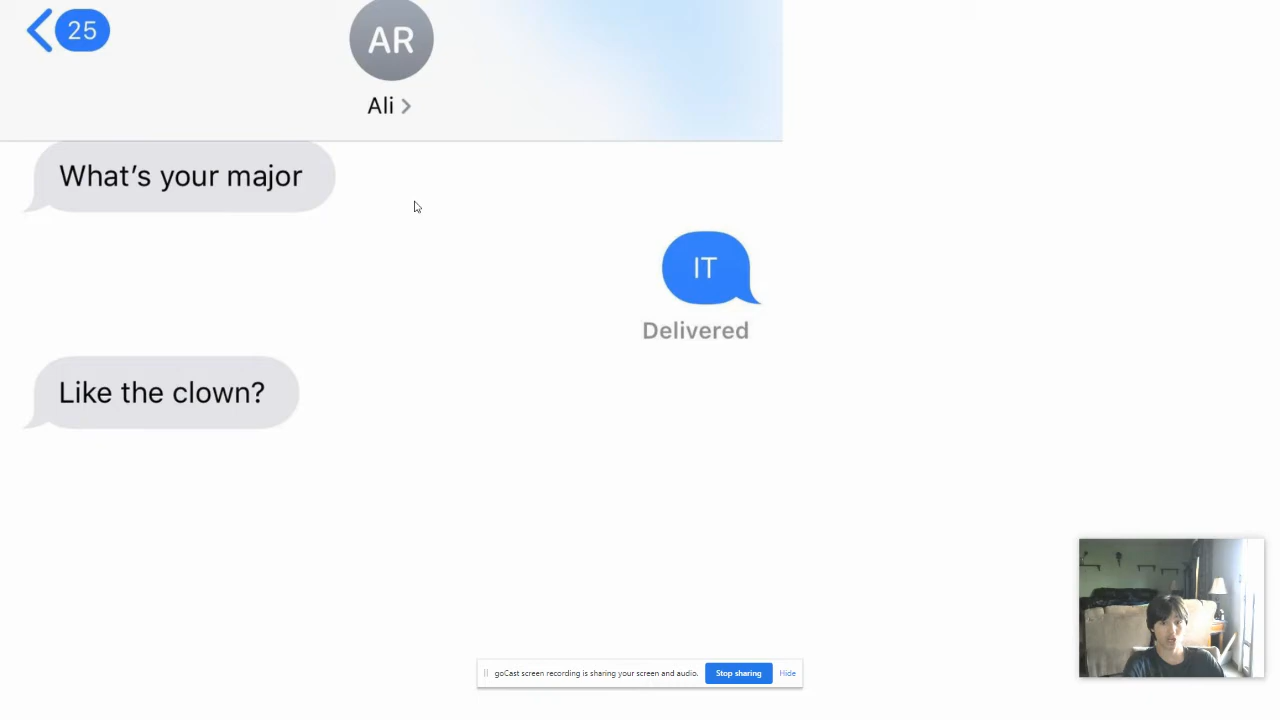 25
AR
Ali
What's your major
IT
Delivered
Like the clown?
goCast screen recording is sharing your screen and audio. Stop sharing Hide